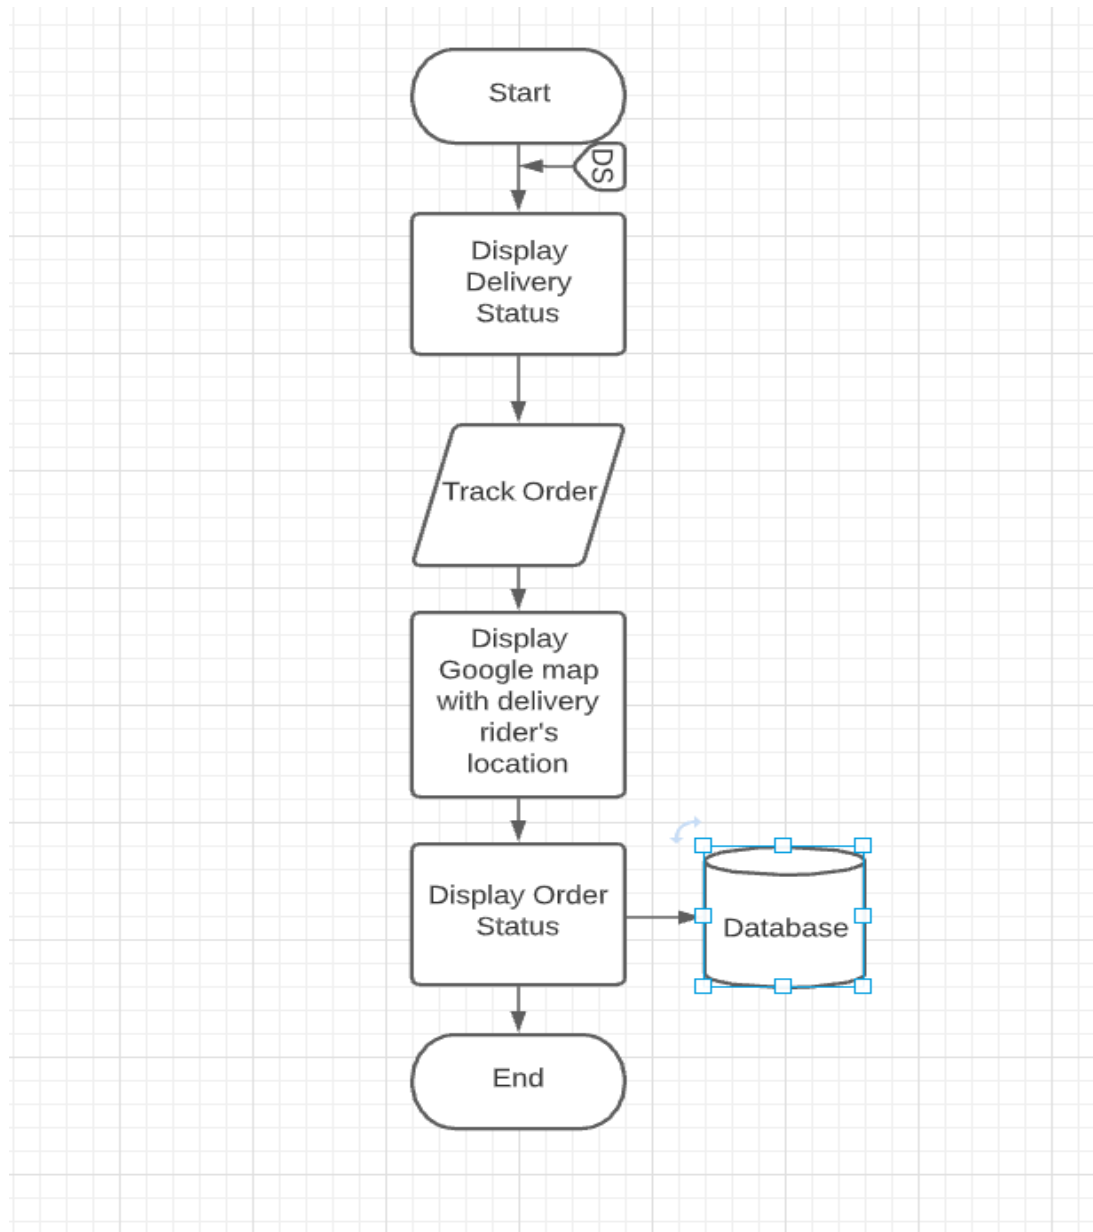 Start
DS
Display
Delivery
Status
Track Order
Display
Google map
with delivery
rider's
location
Display Order
Status
Database
End